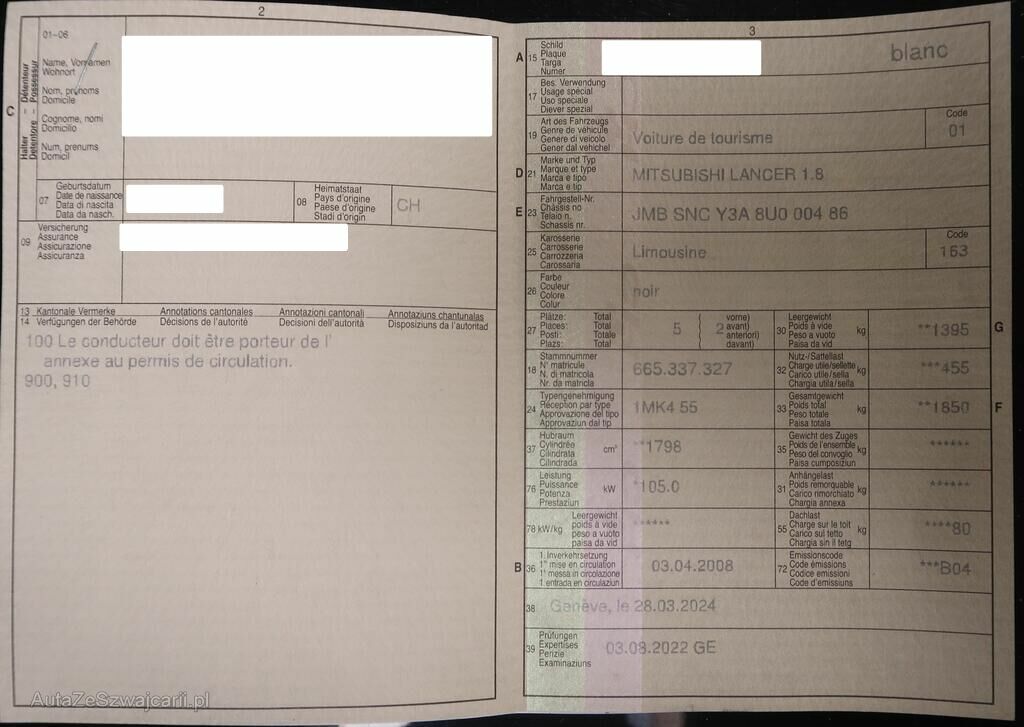 2
01-06
Halter - Détenteur
Detentore - Possessur
C
Name, Vornamen
Wohnort
Nom, prénoms
Domicile
Cognome, nomi
Domicilio
Num, prenums
Domicil
07
Geburtsdatum
Date de naissance
Data di nascita
Data da nasch.
08
Heimatstaat
Pays d'origine
Paese d'origine
Stadi d'origin
CH
09
Versicherung
Assurance
Assicurazione
Assicuranza
13 Kantonale Vermerke Annotations cantonales Annotazioni cantonali Annotaziuns chantunalas
14 Verfügungen der Behörde Décisions de l'autorité Decisioni dell'autorità Disposiziuns da l'autoritad
100 Le conducteur doit être porteur de l'
annexe au permis de circulation.
900, 910
3
A 15
Schild
Plaque
Targa
Numer
blanc
17
Bes. Verwendung
Usage spécial
Uso speciale
Diever spezial
19
Art des Fahrzeugs
Genre de véhicule
Genere di veicolo
Gener dal vehichel
Voiture de tourisme
Code
01
D 21
Marke und Typ
Marque et type
Marca e tipo
Marca e tip
MITSUBISHI LANCER 1.8
E 23
Fahrgestell-Nr.
Châssis no
Telaio n.
Schassis nr.
JMB SNC Y3A 8U0 004 86
25
Karosserie
Carrosserie
Carrozzeria
Carossaria
Limousine
Code
163
26
Farbe
Couleur
Colore
Colur
noir
27
Plätze: Total (vorne)
Places: Total avant)
Posti: Totale anteriori)
Plazs: Total davant)
5 ( 2
30
Leergewicht
Poids à vide
Peso a vuoto
Paisa da vid
kg
**1395
G
18
Stammnummer
N° matricule
N. di matricola
Nr. da matricla
665.337.327
32
Nutz-/Sattellast
Charge utile/sellette
Carico utile/sella
Chargia utila/sella
kg
***455
24
Typengenehmigung
Réception par type
Approvazione del tipo
Approvaziun dal tip
1MK4 55
33
Gesamtgewicht
Poids total
Peso totale
Paisa totala
kg
**1850
F
37
Hubraum
Cylindrée
Cilindrata
Cilindrada
cm³
**1798
35
Gewicht des Zuges
Poids de l'ensemble
Peso del convoglio
Paisa cumposiziun
kg
******
76
Leistung
Puissance
Potenza
Prestaziun
kW
*105.0
31
Anhängelast
Poids remorquable
Carico rimorchiato
Chargia annexa
kg
******
78 kW/kg
Leergewicht
poids à vide
peso a vuoto
paisa da vid
******
55
Dachlast
Charge sur le toit
Carico sul tetto
Chargia sin il tetg
kg
****80
B 36
1. Inverkehrsetzung
1re mise en circulation
1a messa in circolazione
1. entrada en circulaziun
03.04.2008
72
Emissionscode
Code émissions
Codice emissioni
Code d'emissiuns
***B04
38
Genève, le 28.03.2024
39
Prüfungen
Expertises
Perizie
Examinaziuns
03.08.2022 GE
AutaZeSzwajcarii.pl